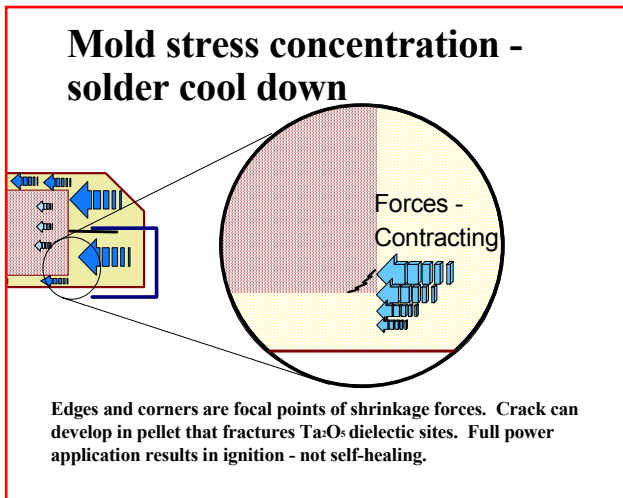 Mold stress concentration -
solder cool down
Forces -
Contracting
Edges and corners are focal points of shrinkage forces.  Crack can
develop in pellet that fractures Ta₂O₅ dielectic sites.  Full power
application results in ignition - not self-healing.